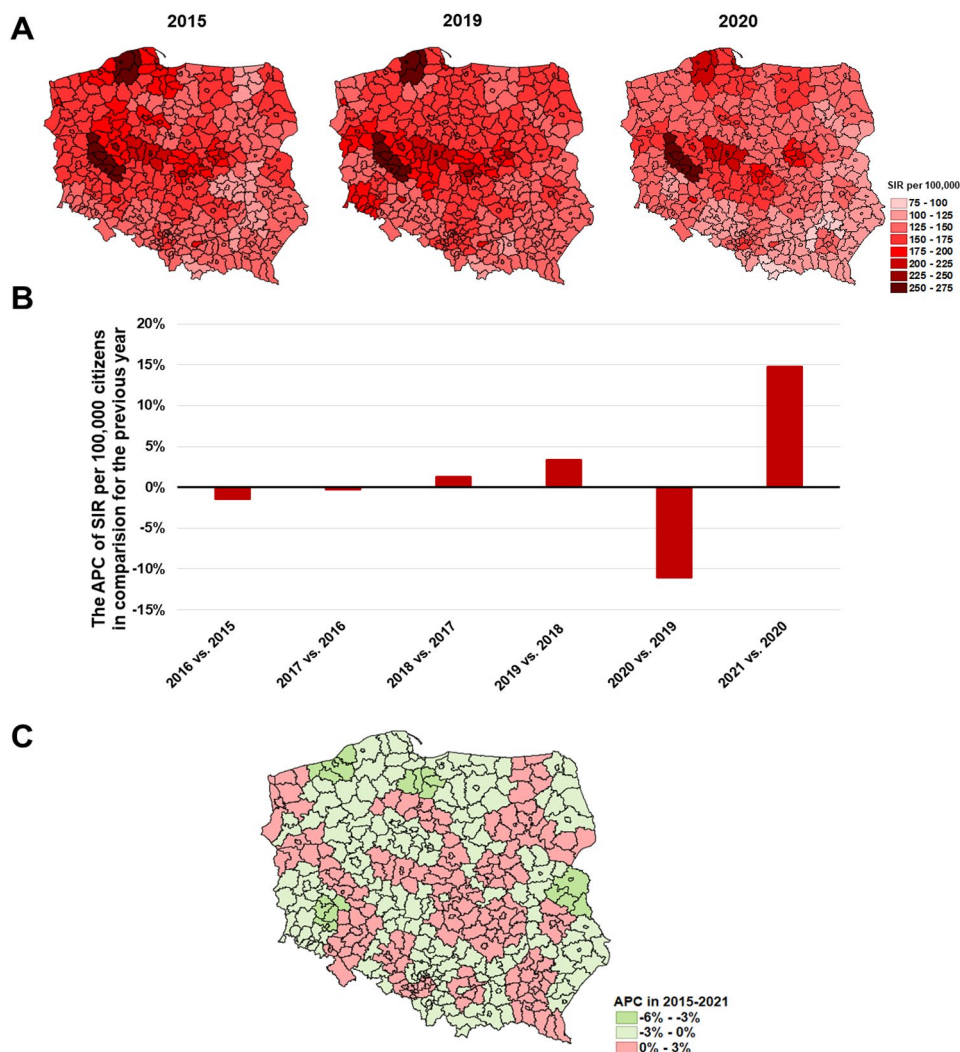 A
2015
2019
2020
SIR per 100,000
75 - 100
100 - 125
125 - 150
150 - 175
175 - 200
200 - 225
225 - 250
250 - 275
B
The APC of SIR per 100,000 citizens
in comparision for the previous year
20%
15%
10%
5%
0%
-5%
-10%
-15%
2016 vs. 2015
2017 vs. 2016
2018 vs. 2017
2019 vs. 2018
2020 vs. 2019
2021 vs. 2020
C
APC in 2015-2021
-6% - -3%
-3% - 0%
0% - 3%